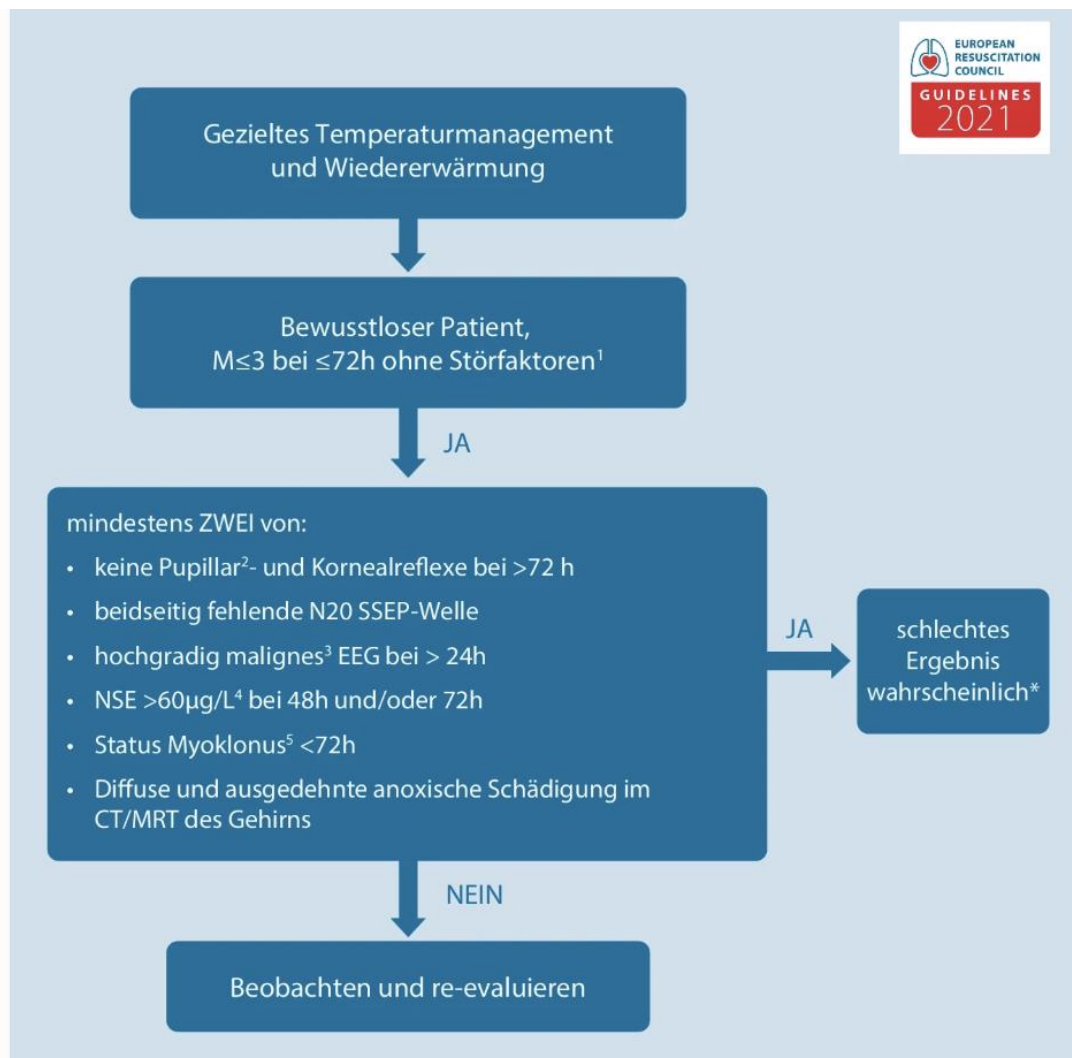 EUROPEAN
RESUSCITATION
COUNCIL
GUIDELINES
2021
Gezieltes Temperaturmanagement
und Wiedererwärmung
Bewusstloser Patient,
M≤3 bei ≤72h ohne Störfaktoren¹
JA
mindestens ZWEI von:
• keine Pupillar²- und Kornealreflexe bei >72 h
• beidseitig fehlende N20 SSEP-Welle
• hochgradig malignes³ EEG bei > 24h
• NSE >60µg/L⁴ bei 48h und/oder 72h
• Status Myoklonus⁵ <72h
• Diffuse und ausgedehnte anoxische Schädigung im
CT/MRT des Gehirns
JA
schlechtes
Ergebnis
wahrscheinlich*
NEIN
Beobachten und re-evaluieren